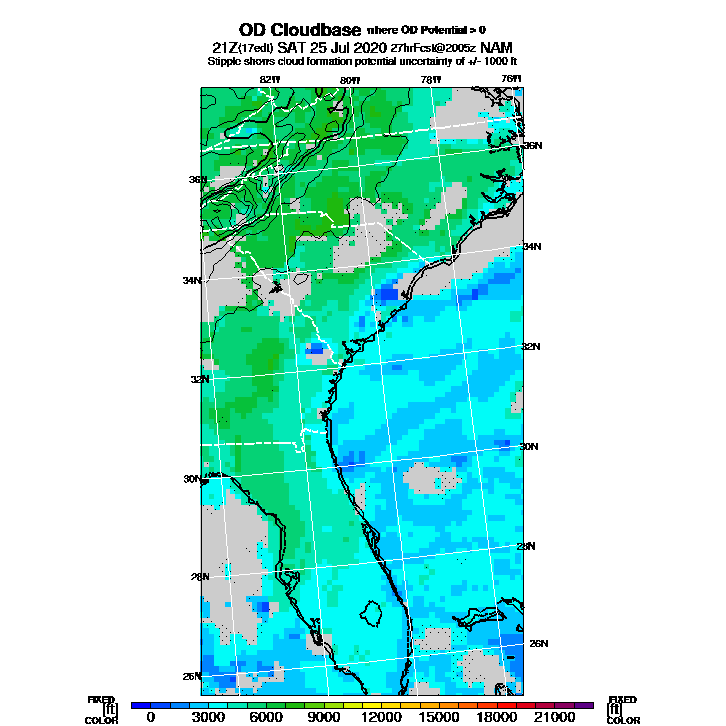 OD Cloudbase where OD Potential > 0
21Z(17edt) SAT 25 Jul 2020 27hrFcst@2005z NAM
Stipple shows cloud formation potential uncertainty of +/- 1000 ft
82W 80W 78W 76W
36N
36N
34N
34N
32N
32N
30N
30N
28N
28N
26N
26N
FIXED FIXED
[ft] 0 3000 6000 9000 12000 15000 18000 21000 [ft]
COLOR COLOR